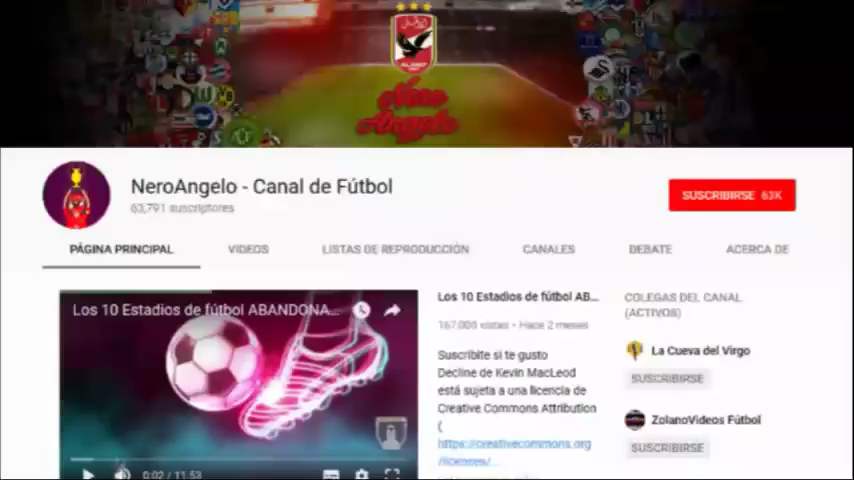 Nero
Angelo
NeroAngelo - Canal de Fútbol
63,791 suscriptores
SUSCRIBIRSE 63K
PÁGINA PRINCIPAL
VIDEOS
LISTAS DE REPRODUCCIÓN
CANALES
DEBATE
ACERCA DE
Los 10 Estadios de fútbol ABANDONA...
0:02 / 11:53
Los 10 Estadios de fútbol AB...
vistas • Hace 2 meses
Suscribite si te gusto
Decline de Kevin MacLeod
está sujeta a una licencia de
Creative Commons Attribution
(
https://creativecommons.org
/licenses/...
COLEGAS DEL CANAL
(ACTIVOS)
La Cueva del Virgo
SUSCRIBIRSE
ZolanoVideos Fútbol
SUSCRIBIRSE